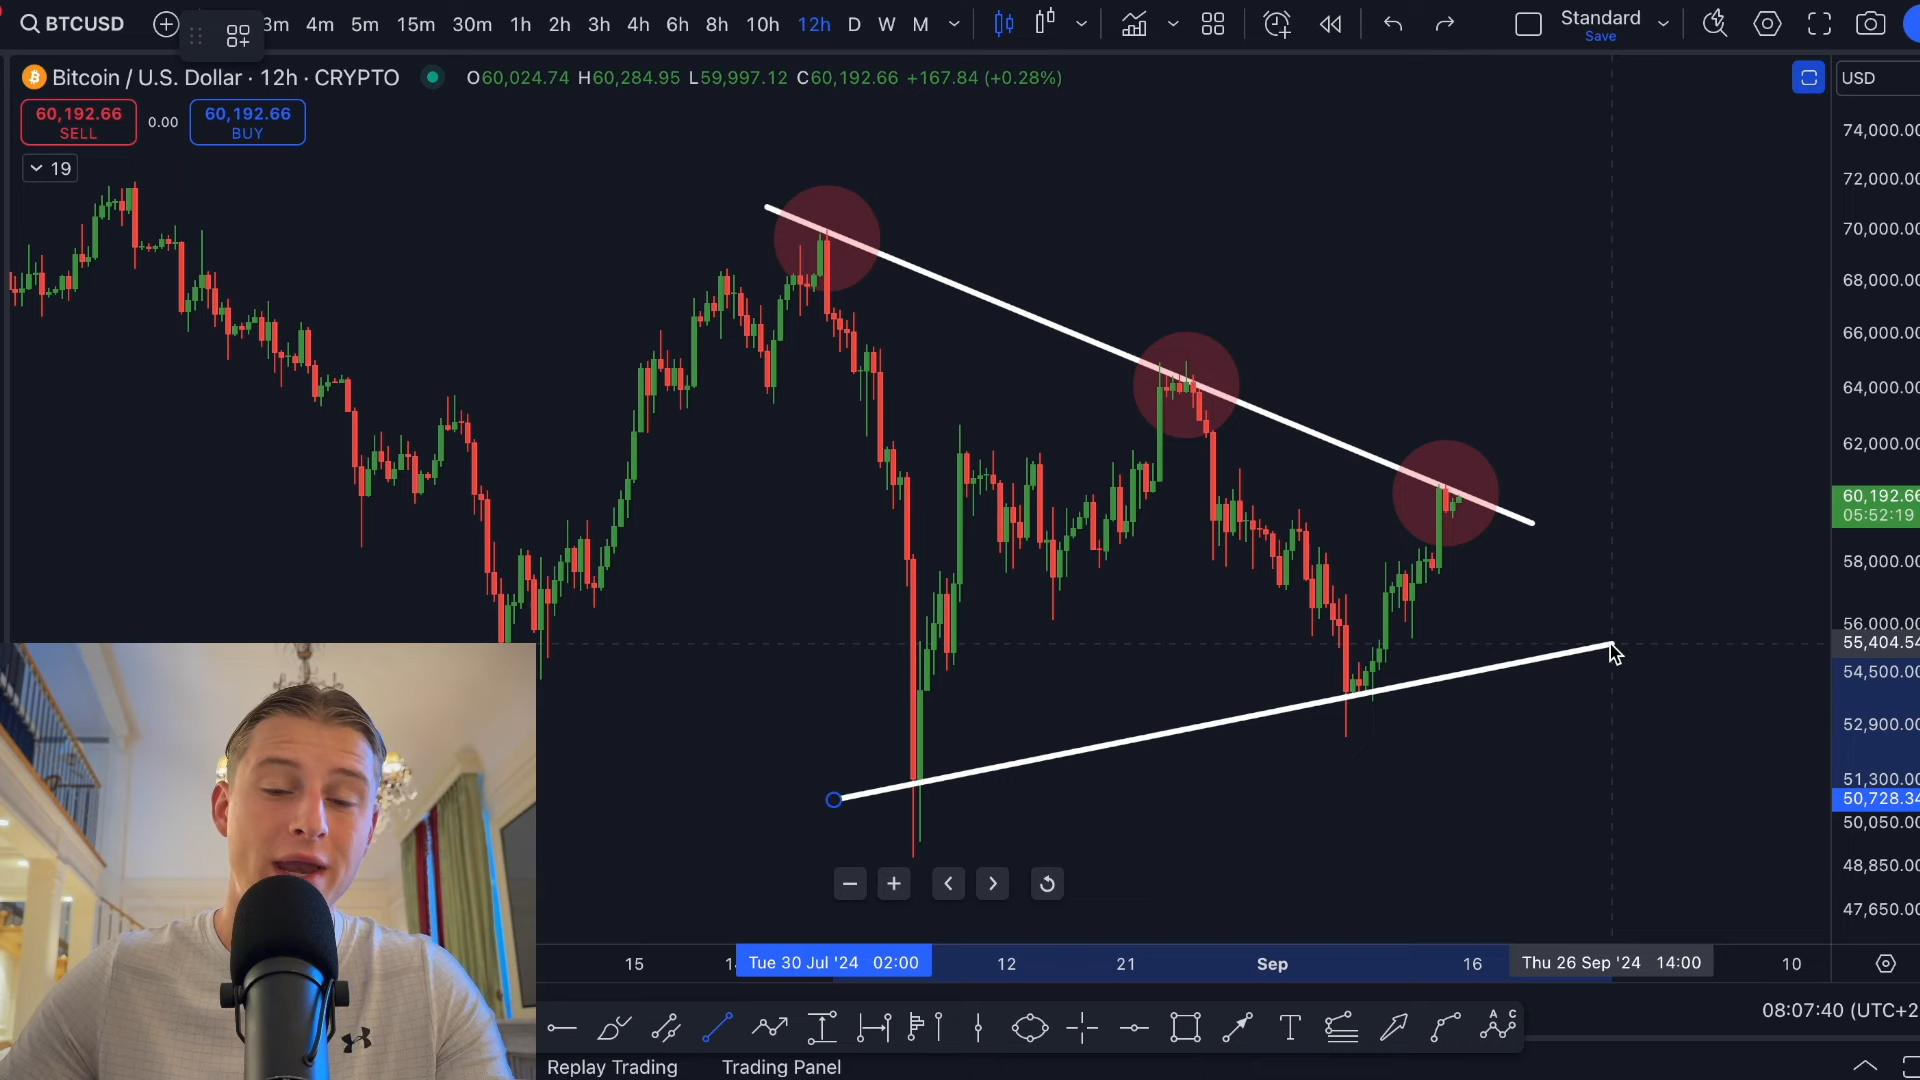 BTCUSD 3m 4m 5m 15m 30m 1h 2h 3h 4h 6h 8h 10h 12h D W M Standard
Save
Bitcoin / U.S. Dollar · 12h · CRYPTO O60,024.74 H60,284.95 L59,997.12 C60,192.66 +167.84 (+0.28%) USD
60,192.66 0.00 60,192.66
SELL BUY
19
74,000.00
72,000.00
70,000.00
68,000.00
66,000.00
64,000.00
62,000.00
60,192.66
05:52:19
58,000.00
56,000.00
55,404.54
54,500.00
52,900.00
51,300.00
50,728.34
50,050.00
48,850.00
47,650.00
15 Tue 30 Jul '24 02:00 12 21 Sep 16 Thu 26 Sep '24 14:00 10
08:07:40 (UTC+2
A C
Replay Trading Trading Panel